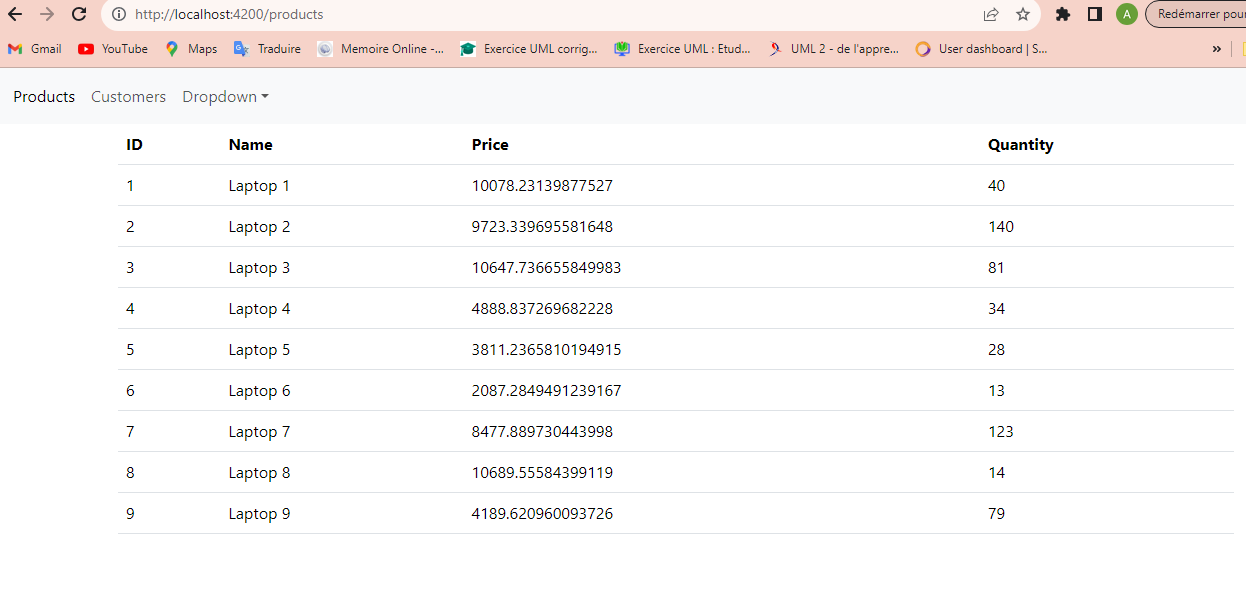 http://localhost:4200/products
Redémarrer pour
Gmail YouTube Maps Traduire Memoire Online -... Exercice UML corrig... Exercice UML : Etud... UML 2 - de l'appre... User dashboard | S... »
Products Customers Dropdown
ID Name Price Quantity
1 Laptop 1 10078.23139877527 40
2 Laptop 2 9723.339695581648 140
3 Laptop 3 10647.736655849983 81
4 Laptop 4 4888.837269682228 34
5 Laptop 5 3811.2365810194915 28
6 Laptop 6 2087.2849491239167 13
7 Laptop 7 8477.889730443998 123
8 Laptop 8 10689.55584399119 14
9 Laptop 9 4189.620960093726 79